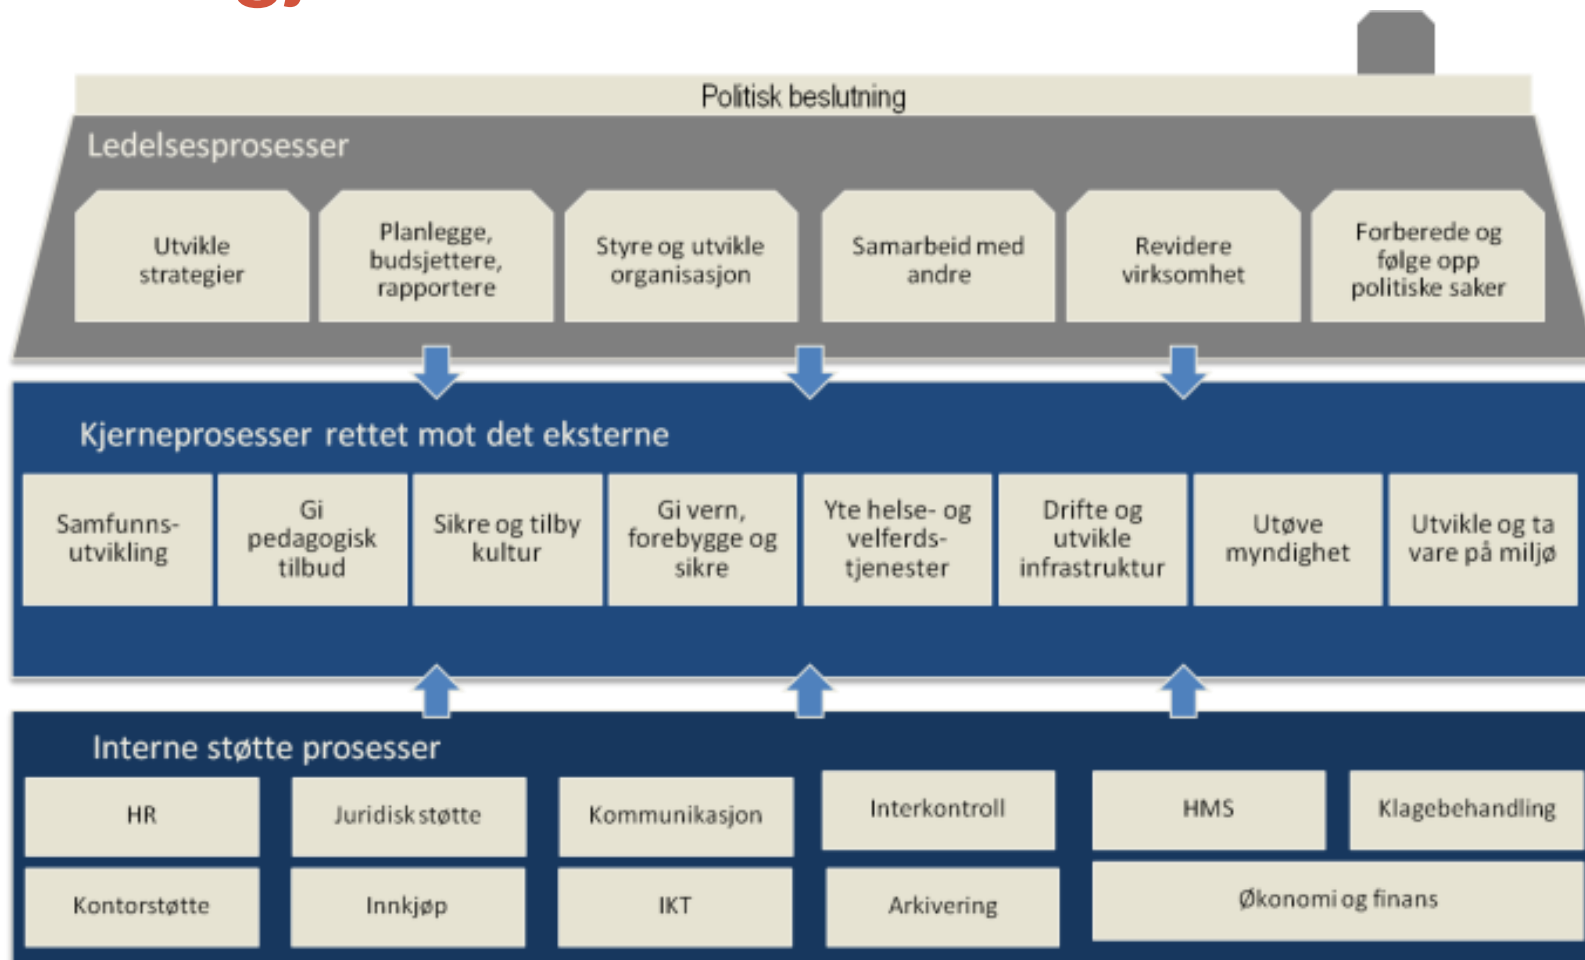 Politisk beslutning
Ledelsesprosesser
Utvikle
strategier
Planlegge,
budsjettere,
rapportere
Styre og utvikle
organisasjon
Samarbeid med
andre
Revidere
virksomhet
Forberede og
følge opp
politiske saker
Kjerneprosesser rettet mot det eksterne
Samfunns-
utvikling
Gi
pedagogisk
tilbud
Sikre og tilby
kultur
Gi vern,
forebygge og
sikre
Yte helse- og
velferds-
tjenester
Drifte og
utvikle
infrastruktur
Utøve
myndighet
Utvikle og ta
vare på miljø
Interne støtte prosesser
HR
Juridisk støtte
Kommunikasjon
Interkontroll
HMS
Klagebehandling
Kontorstøtte
Innkjøp
IKT
Arkivering
Økonomi og finans